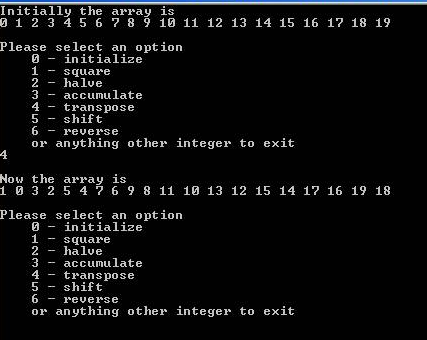 Initially the array is
0 1 2 3 4 5 6 7 8 9 10 11 12 13 14 15 16 17 18 19
Please select an option
0 - initialize
1 - square
2 - halve
3 - accumulate
4 - transpose
5 - shift
6 - reverse
or anything other integer to exit
4
Now the array is
1 0 3 2 5 4 7 6 9 8 11 10 13 12 15 14 17 16 19 18
Please select an option
0 - initialize
1 - square
2 - halve
3 - accumulate
4 - transpose
5 - shift
6 - reverse
or anything other integer to exit